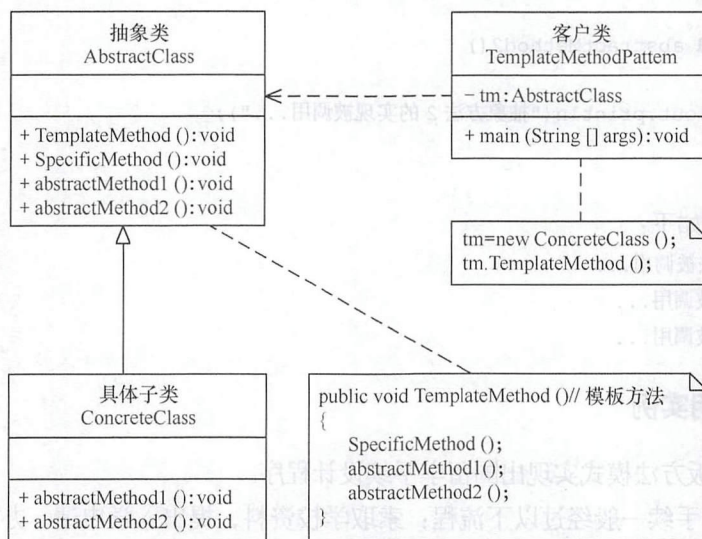 抽象类
AbstractClass
+ TemplateMethod ():void
+ SpecificMethod ():void
+ abstractMethod1 ():void
+ abstractMethod2 ():void
客户类
TemplateMethodPattem
− tm:AbstractClass
+ main (String [] args):void
tm=new ConcreteClass ();
tm.TemplateMethod ();
具体子类
ConcreteClass
+ abstractMethod1 ():void
+ abstractMethod2 ():void
public void TemplateMethod ()// 模板方法
{
SpecificMethod ();
abstractMethod1();
abstractMethod2 ();
}